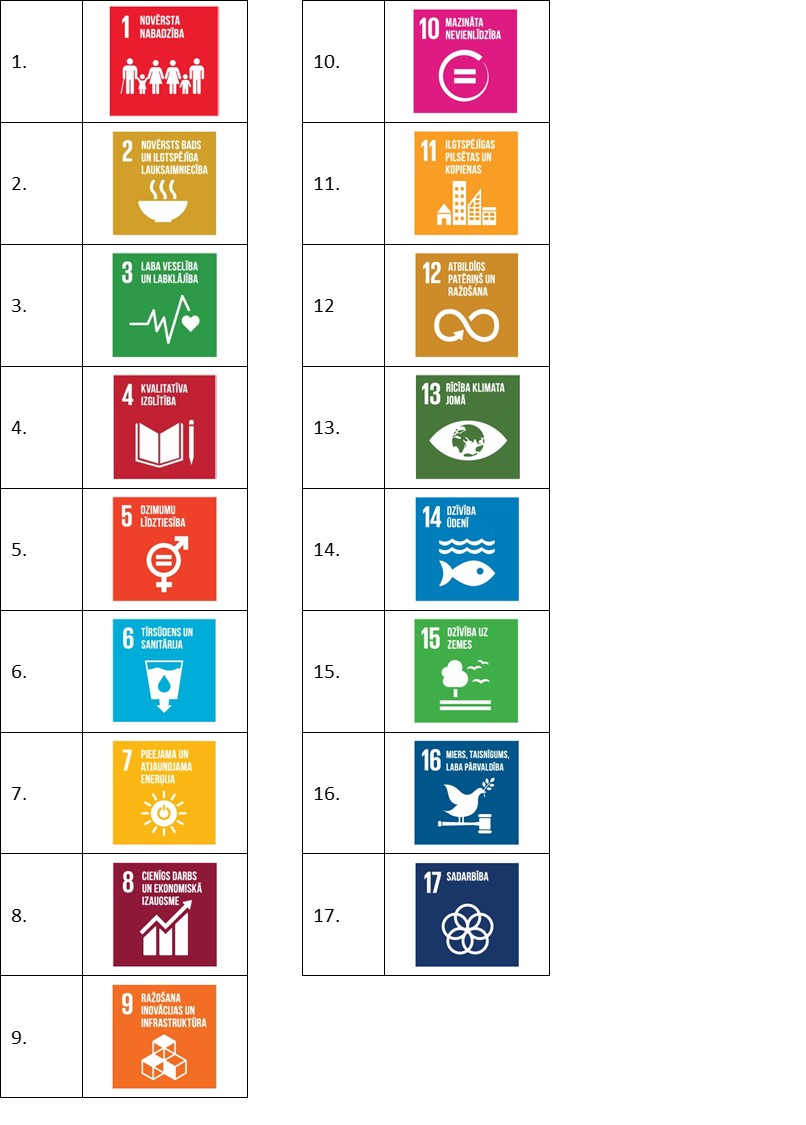 1.
1 NOVĒRSTA
NABADZĪBA
2.
2 NOVĒRSTS BADS
UN ILGTSPĒJĪGA
LAUKSAIMNIECĪBA
3.
3 LABA VESELĪBA
UN LABKLĀJĪBA
4.
4 KVALITATĪVA
IZGLĪTĪBA
5.
5 DZIMUMU
LĪDZTIESĪBA
6.
6 TĪRSŪDENS UN
SANITĀRIJA
7.
7 PIEEJAMA UN
ATJAUNOJAMA
ENERĢIJA
8.
8 CIENĪGS DARBS
UN EKONOMISKĀ
IZAUGSME
9.
9 RAŽOŠANA
INOVĀCIJAS UN
INFRASTRUKTŪRA
10.
10 MAZINĀTA
NEVIENLĪDZĪBA
11.
11 ILGTSPĒJĪGAS
PILSĒTAS UN
KOPIENAS
12
12 ATBILDĪGS
PATĒRIŅŠ UN
RAŽOŠANA
13.
13 RĪCĪBA KLIMATA
JOMĀ
14.
14 DZĪVĪBA
ŪDENĪ
15.
15 DZĪVĪBA UZ
ZEMES
16.
16 MIERS, TAISNĪGUMS,
LABA PĀRVALDĪBA
17.
17 SADARBĪBA